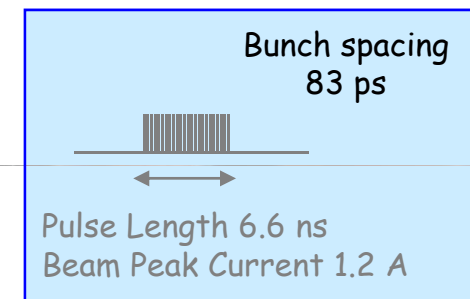 Bunch spacing
83 ps
Pulse Length 6.6 ns
Beam Peak Current 1.2 A